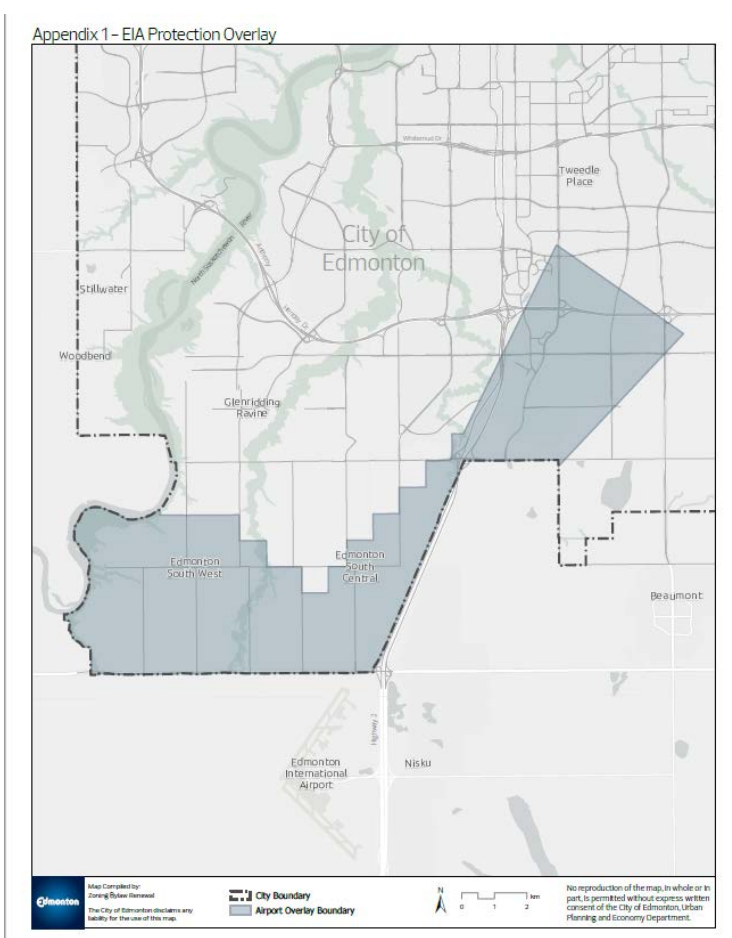 Appendix 1 – EIA Protection Overlay
Whitemud Dr
Tweedle
Place
City of
Edmonton
North Saskatchewan River
Anthony
Henday Dr
Stillwater
Woodbend
Glenridding
Ravine
Edmonton
South West
Edmonton
South
Central
Beaumont
Highway 2
Edmonton
International
Airport
Nisku
Edmonton
Map Compiled by:
Zoning Bylaw Renewal
The City of Edmonton disclaims any
liability for the use of this map.
City Boundary
Airport Overlay Boundary
N
0 1 2 km
No reproduction of the map, in whole or in
part, is permitted without express written
consent of the City of Edmonton, Urban
Planning and Economy Department.